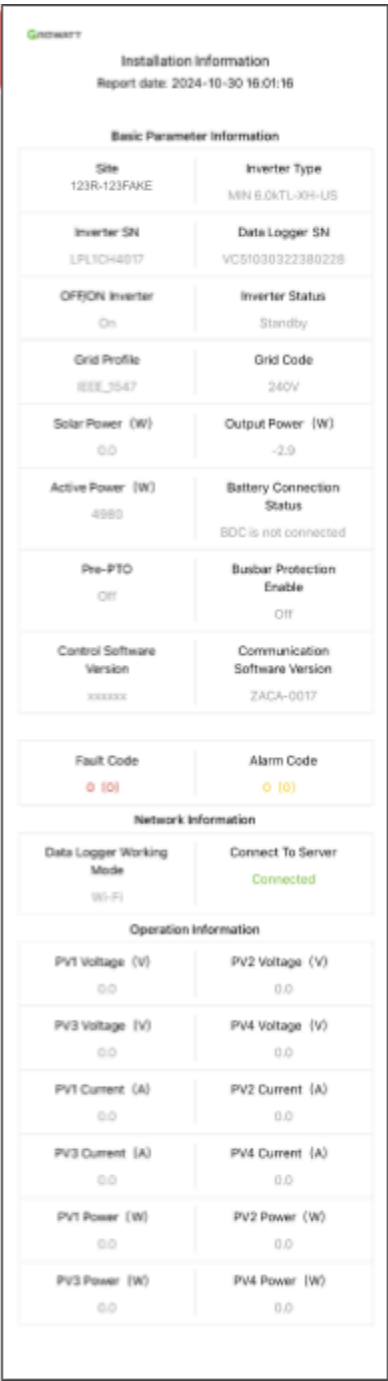 GROWATT
Installation Information
Report date: 2024-10-30 16:01:16
Basic Parameter Information
Site Inverter Type
123R-123FAKE MIN 6.0kTL-XH-US
Inverter SN Data Logger SN
LPL1CH4017 VC51030322380228
OFF/ON Inverter Inverter Status
On Standby
Grid Profile Grid Code
IEEE_1547 240V
Solar Power (W) Output Power (W)
0.0 -2.9
Active Power (W) Battery Connection
Status
4980 BDC is not connected
Pre-PTO Busbar Protection
Enable
Off Off
Control Software Communication
Version Software Version
xxxxxx ZACA-0017
Fault Code Alarm Code
0 (0) 0 (0)
Network Information
Data Logger Working Connect To Server
Mode Connected
Wi-Fi
Operation Information
PV1 Voltage (V) PV2 Voltage (V)
0.0 0.0
PV3 Voltage (V) PV4 Voltage (V)
0.0 0.0
PV1 Current (A) PV2 Current (A)
0.0 0.0
PV3 Current (A) PV4 Current (A)
0.0 0.0
PV1 Power (W) PV2 Power (W)
0.0 0.0
PV3 Power (W) PV4 Power (W)
0.0 0.0